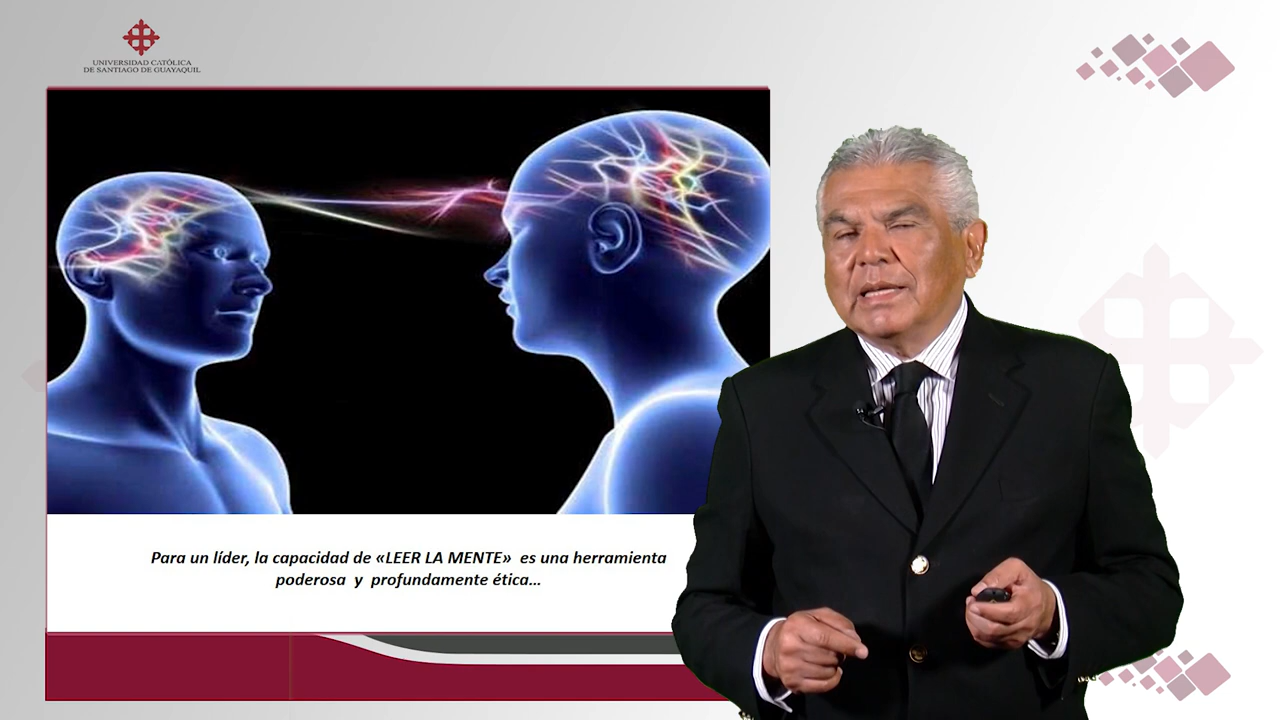 UNIVERSIDAD CATÓLICA
DE SANTIAGO DE GUAYAQUIL
Para un líder, la capacidad de «LEER LA MENTE» es una herramienta
poderosa y profundamente ética...